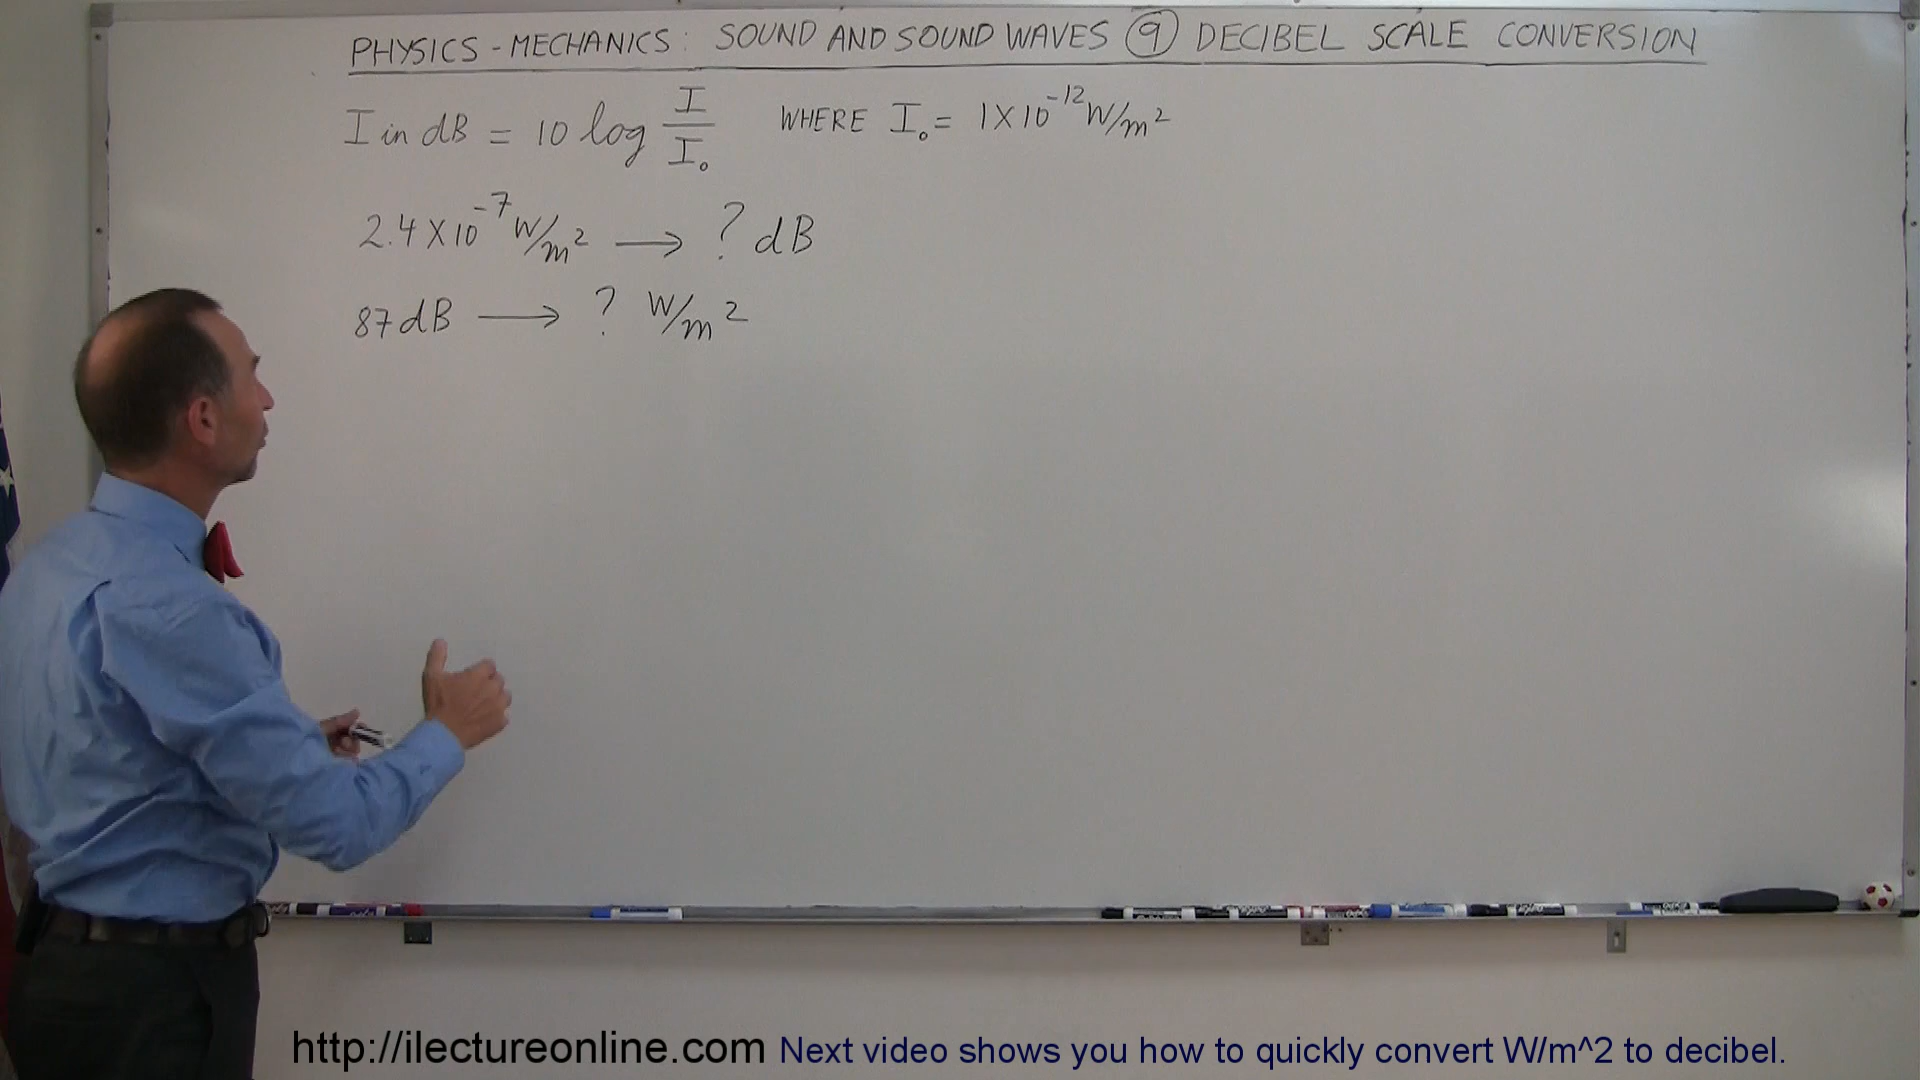 PHYSICS - MECHANICS: SOUND AND SOUND WAVES ⑨ DECIBEL SCALE CONVERSION
I in dB = 10 log I/I₀ WHERE I₀ = 1 X 10⁻¹² W/m²
2.4 X 10⁻⁷ W/m² → ? dB
87 dB → ? W/m²
http://ilectureonline.com Next video shows you how to quickly convert W/m^2 to decibel.